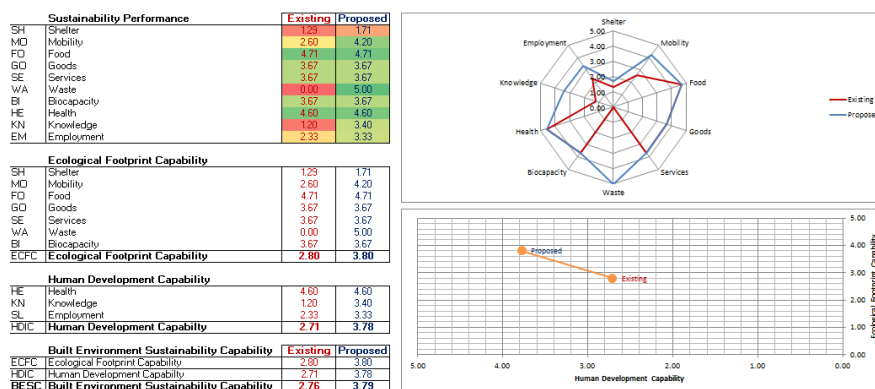 Sustainability Performance Existing Proposed
SH Shelter 1.29 1.71
MO Mobility 2.60 4.20
FO Food 4.71 4.71
GO Goods 3.67 3.67
SE Services 3.67 3.67
WA Waste 0.00 5.00
BI Biocapacity 3.67 3.67
HE Health 4.60 4.60
KN Knowledge 1.20 3.40
EM Employment 2.33 3.33
Ecological Footprint Capability
SH Shelter 1.29 1.71
MO Mobility 2.60 4.20
FO Food 4.71 4.71
GO Goods 3.67 3.67
SE Services 3.67 3.67
WA Waste 0.00 5.00
BI Biocapacity 3.67 3.67
ECFC Ecological Footprint Capability 2.80 3.80
Human Development Capability
HE Health 4.60 4.60
KN Knowledge 1.20 3.40
SL Employment 2.33 3.33
HDIC Human Development Capabilty 2.71 3.78
Built Environment Sustainability Capability Existing Proposed
ECFC Ecological Footprint Capability 2.80 3.80
HDIC Human Development Capability 2.71 3.78
BESC Built Environment Sustainability Capability 2.76 3.79
Shelter
Mobility
Food
Goods
Services
Waste
Biocapacity
Health
Knowledge
Employment
5.00
4.00
3.00
2.00
1.00
0.00
Existing
Propose
Proposed
Existing
5.00
4.00
3.00
2.00
1.00
0.00
Ecological Footprint Capability
5.00 4.00 3.00 2.00 1.00 0.00
Human Development Capability